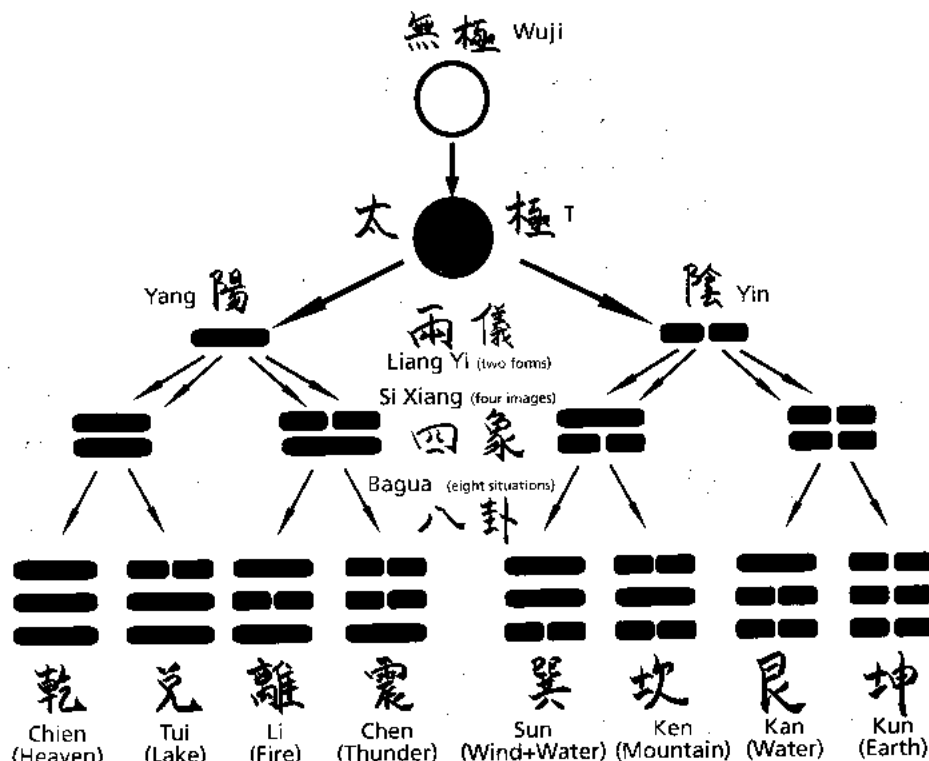 無極 Wuji
太 極 T
Yang 陽
陰 Yin
兩儀
Liang Yi (two forms)
Si Xiang (four images)
四象
Bagua (eight situations)
八卦
乾 兌 離 震 巽 坎 艮 坤
Chien Tui Li Chen Sun Ken Kan Kun
(Heaven) (Lake) (Fire) (Thunder) (Wind+Water) (Mountain) (Water) (Earth)